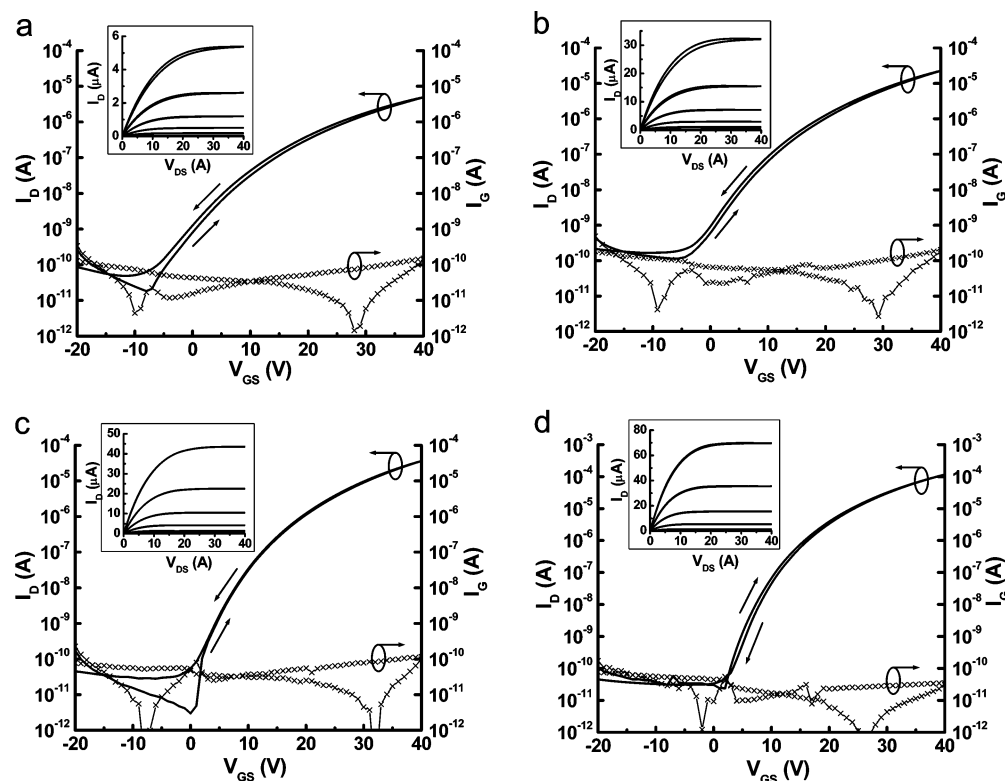 a
10⁻⁴
10⁻⁵
10⁻⁶
10⁻⁷
10⁻⁸
10⁻⁹
10⁻¹⁰
10⁻¹¹
10⁻¹²
I_D (A)
-20 -10 0 10 20 30 40
V_GS (V)
10⁻⁴
10⁻⁵
10⁻⁶
10⁻⁷
10⁻⁸
10⁻⁹
10⁻¹⁰
10⁻¹¹
10⁻¹²
I_G (A)
6
4
2
0
I_D (μA)
0 10 20 30 40
V_DS (A)
b
10⁻⁴
10⁻⁵
10⁻⁶
10⁻⁷
10⁻⁸
10⁻⁹
10⁻¹⁰
10⁻¹¹
10⁻¹²
I_D (A)
-20 -10 0 10 20 30 40
V_GS (V)
10⁻⁴
10⁻⁵
10⁻⁶
10⁻⁷
10⁻⁸
10⁻⁹
10⁻¹⁰
10⁻¹¹
10⁻¹²
I_G (A)
30
20
10
0
I_D (μA)
0 10 20 30 40
V_DS (A)
c
10⁻⁴
10⁻⁵
10⁻⁶
10⁻⁷
10⁻⁸
10⁻⁹
10⁻¹⁰
10⁻¹¹
10⁻¹²
I_D (A)
-20 -10 0 10 20 30 40
V_GS (V)
10⁻⁴
10⁻⁵
10⁻⁶
10⁻⁷
10⁻⁸
10⁻⁹
10⁻¹⁰
10⁻¹¹
10⁻¹²
I_G (A)
50
40
30
20
10
0
I_D (μA)
0 10 20 30 40
V_DS (A)
d
10⁻³
10⁻⁴
10⁻⁵
10⁻⁶
10⁻⁷
10⁻⁸
10⁻⁹
10⁻¹⁰
10⁻¹¹
10⁻¹²
I_D (A)
-20 -10 0 10 20 30 40
V_GS (V)
10⁻³
10⁻⁴
10⁻⁵
10⁻⁶
10⁻⁷
10⁻⁸
10⁻⁹
10⁻¹⁰
10⁻¹¹
10⁻¹²
I_G (A)
80
60
40
20
0
I_D (μA)
0 10 20 30 40
V_DS (A)